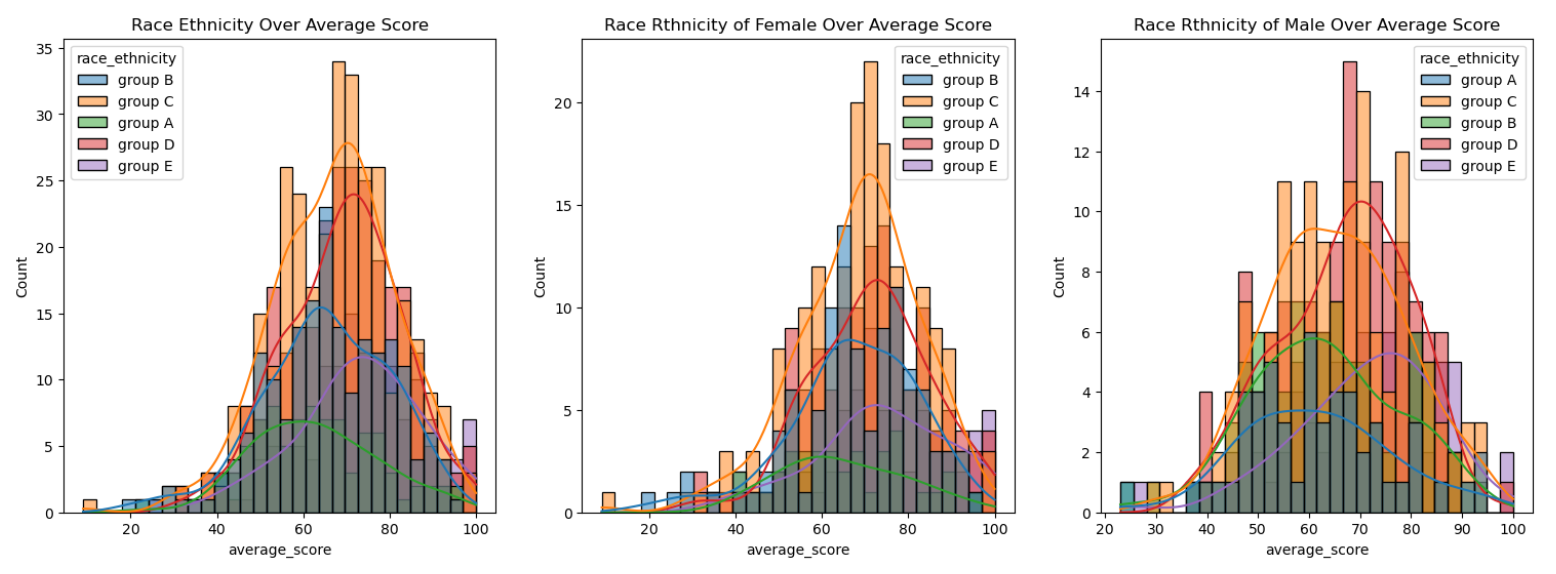 Race Ethnicity Over Average Score
race_ethnicity
group B
group C
group A
group D
group E
Count
35
30
25
20
15
10
5
0
20
40
60
80
100
average_score
Race Rthnicity of Female Over Average Score
race_ethnicity
group B
group C
group A
group D
group E
Count
20
15
10
5
0
20
40
60
80
100
average_score
Race Rthnicity of Male Over Average Score
race_ethnicity
group A
group C
group B
group D
group E
Count
14
12
10
8
6
4
2
0
20
30
40
50
60
70
80
90
100
average_score